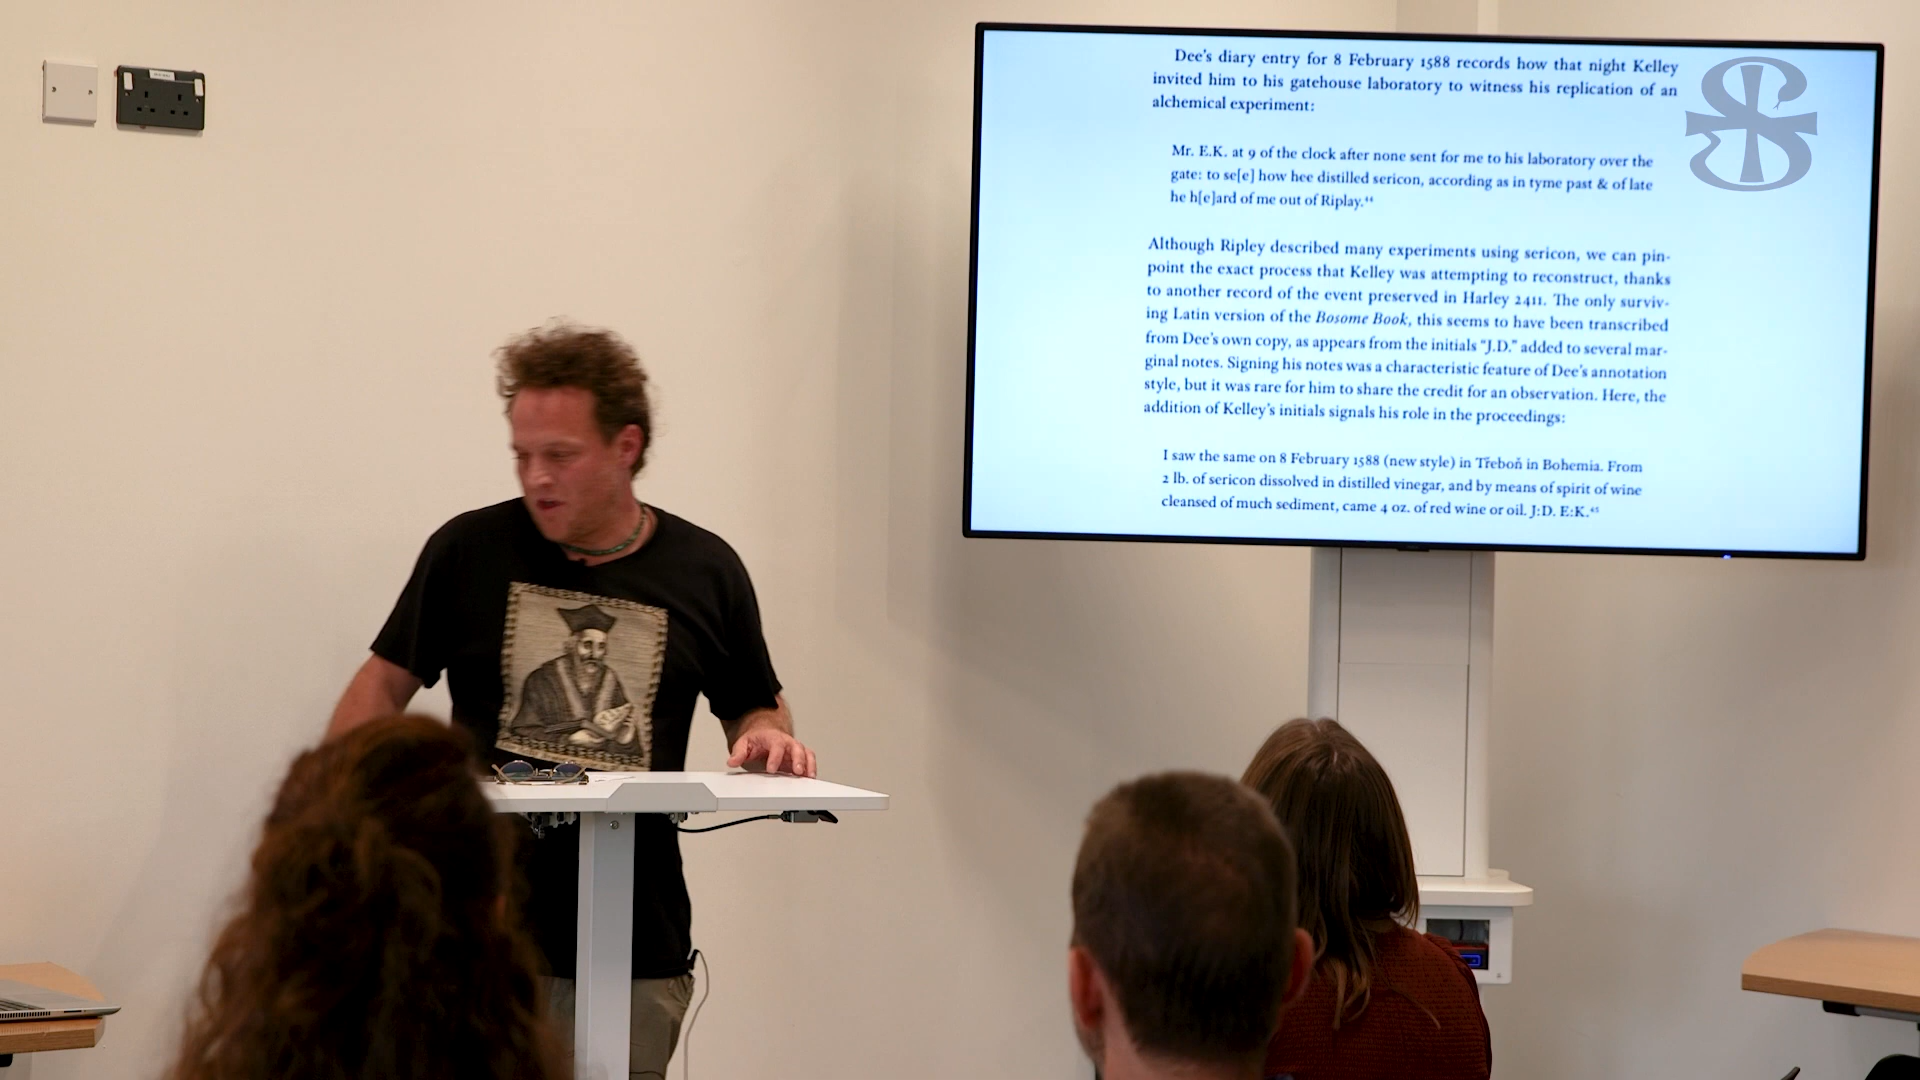 Dee's diary entry for 8 February 1588 records how that night Kelley
invited him to his gatehouse laboratory to witness his replication of an
alchemical experiment:
Mr. E.K. at 9 of the clock after none sent for me to his laboratory over the
gate: to se[e] how hee distilled sericon, according as in tyme past & of late
he h[e]ard of me out of Riplay.⁴⁴
Although Ripley described many experiments using sericon, we can pin-
point the exact process that Kelley was attempting to reconstruct, thanks
to another record of the event preserved in Harley 2411. The only surviv-
ing Latin version of the Bosome Book, this seems to have been transcribed
from Dee's own copy, as appears from the initials "J.D." added to several mar-
ginal notes. Signing his notes was a characteristic feature of Dee's annotation
style, but it was rare for him to share the credit for an observation. Here, the
addition of Kelley's initials signals his role in the proceedings:
I saw the same on 8 February 1588 (new style) in Třeboň in Bohemia. From
2 lb. of sericon dissolved in distilled vinegar, and by means of spirit of wine
cleansed of much sediment, came 4 oz. of red wine or oil. J:D. E:K.⁴⁵